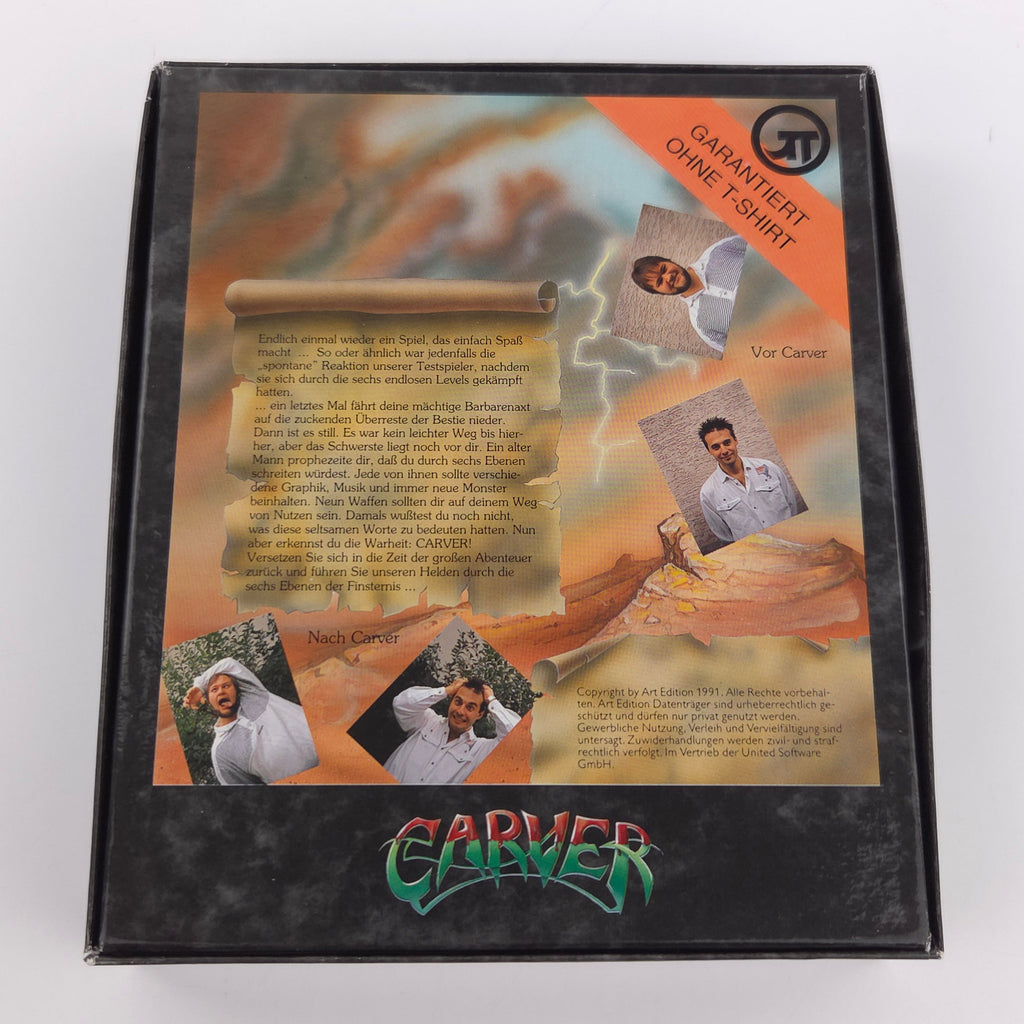 GARANTIERT
OHNE T-SHIRT
Vor Carver
Endlich einmal wieder ein Spiel, das einfach Spaß
macht ... So oder ähnlich war jedenfalls die
„spontane" Reaktion unserer Testspieler, nachdem
sie sich durch die sechs endlosen Levels gekämpft
hatten.
... ein letztes Mal fährt deine mächtige Barbarenaxt
auf die zuckenden Überreste der Bestie nieder.
Dann ist es still. Es war kein leichter Weg bis hier-
her, aber das Schwerste liegt noch vor dir. Ein alter
Mann prophezeite dir, daß du durch sechs Ebenen
schreiten würdest. Jede von ihnen sollte verschie-
dene Graphik, Musik und immer neue Monster
beinhalten. Neun Waffen sollten dir auf deinem Weg
von Nutzen sein. Damals wußtest du noch nicht,
was diese seltsamen Worte zu bedeuten hatten. Nun
aber erkennst du die Warheit: CARVER!
Versetzen Sie sich in die Zeit der großen Abenteuer
zurück und führen Sie unseren Helden durch die
sechs Ebenen der Finsternis ...
Nach Carver
Copyright by Art Edition 1991. Alle Rechte vorbehal-
ten. Art Edition Datenträger sind urheberrechtlich ge-
schützt und dürfen nur privat genutzt werden.
Gewerbliche Nutzung, Verleih und Vervielfältigung sind
untersagt. Zuwiderhandlungen werden zivil- und straf-
rechtlich verfolgt. Im Vertrieb der United Software
GmbH.
CARVER